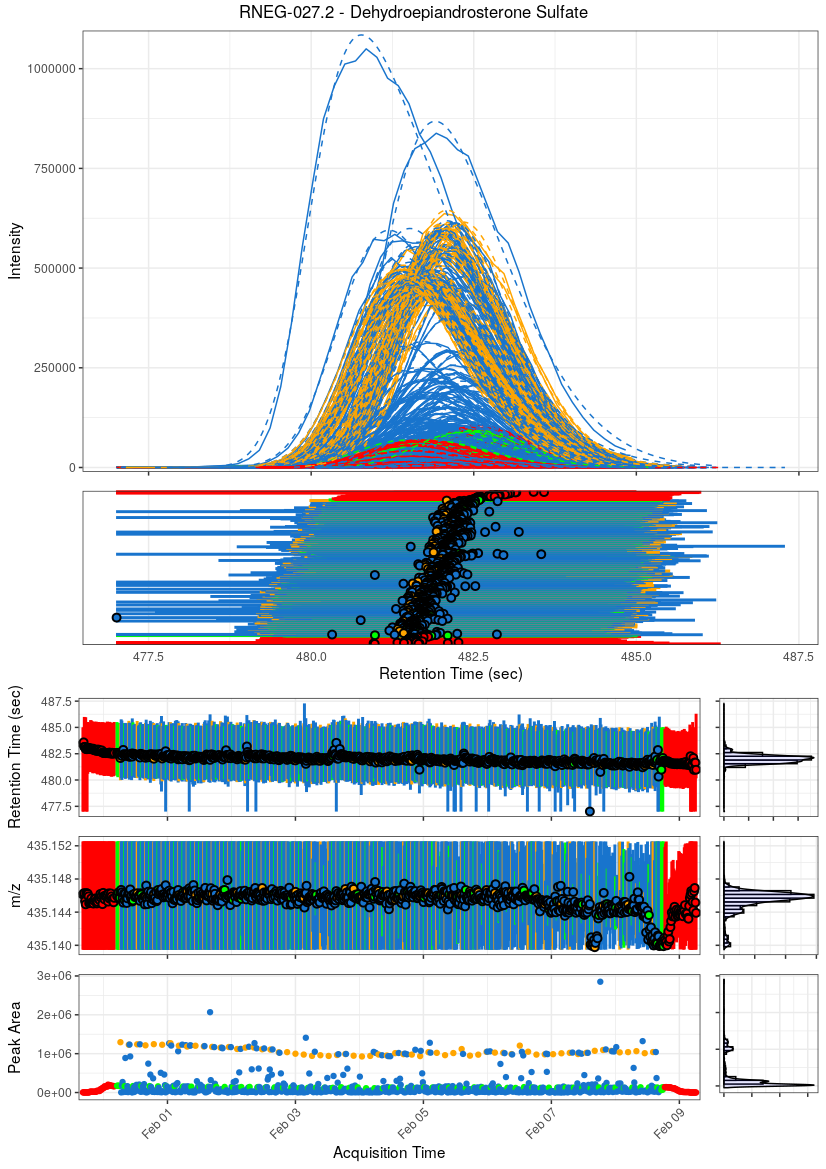 RNEG-027.2 - Dehydroepiandrosterone Sulfate
1000000
750000
500000
250000
0
Intensity
477.5
480.0
482.5
485.0
487.5
Retention Time (sec)
487.5
485.0
482.5
480.0
477.5
Retention Time (sec)
435.152
435.148
435.144
435.140
m/z
3e+06
2e+06
1e+06
0e+00
Peak Area
Feb 01
Feb 03
Feb 05
Feb 07
Feb 09
Acquisition Time